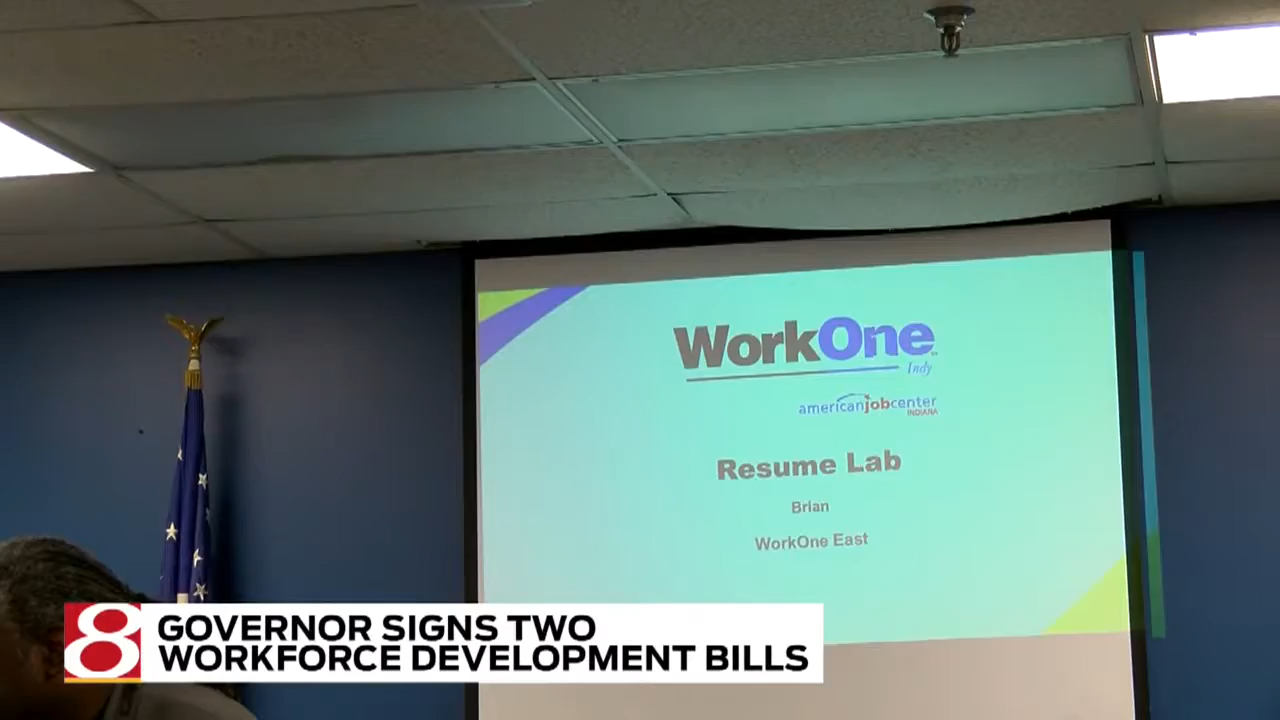 WorkOne
Indy
americanjobcenter
INDIANA
Resume Lab
Brian
WorkOne East
8
GOVERNOR SIGNS TWO
WORKFORCE DEVELOPMENT BILLS